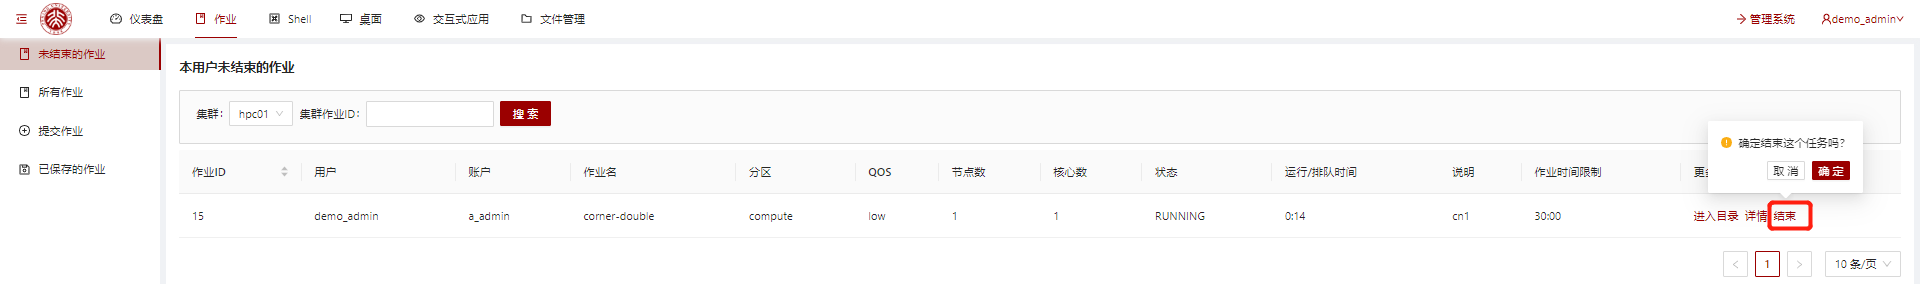 仪表盘 作业 Shell 桌面 交互式应用 文件管理 管理系统 demo_admin
未结束的作业
所有作业
提交作业
已保存的作业
本用户未结束的作业
集群: hpc01 集群作业ID: 搜 索
确定结束这个任务吗?
取 消 确 定
作业ID 用户 账户 作业名 分区 QOS 节点数 核心数 状态 运行/排队时间 说明 作业时间限制 更
15 demo_admin a_admin corner-double compute low 1 1 RUNNING 0:14 cn1 30:00 进入目录 详情 结束
< 1 > 10 条/页